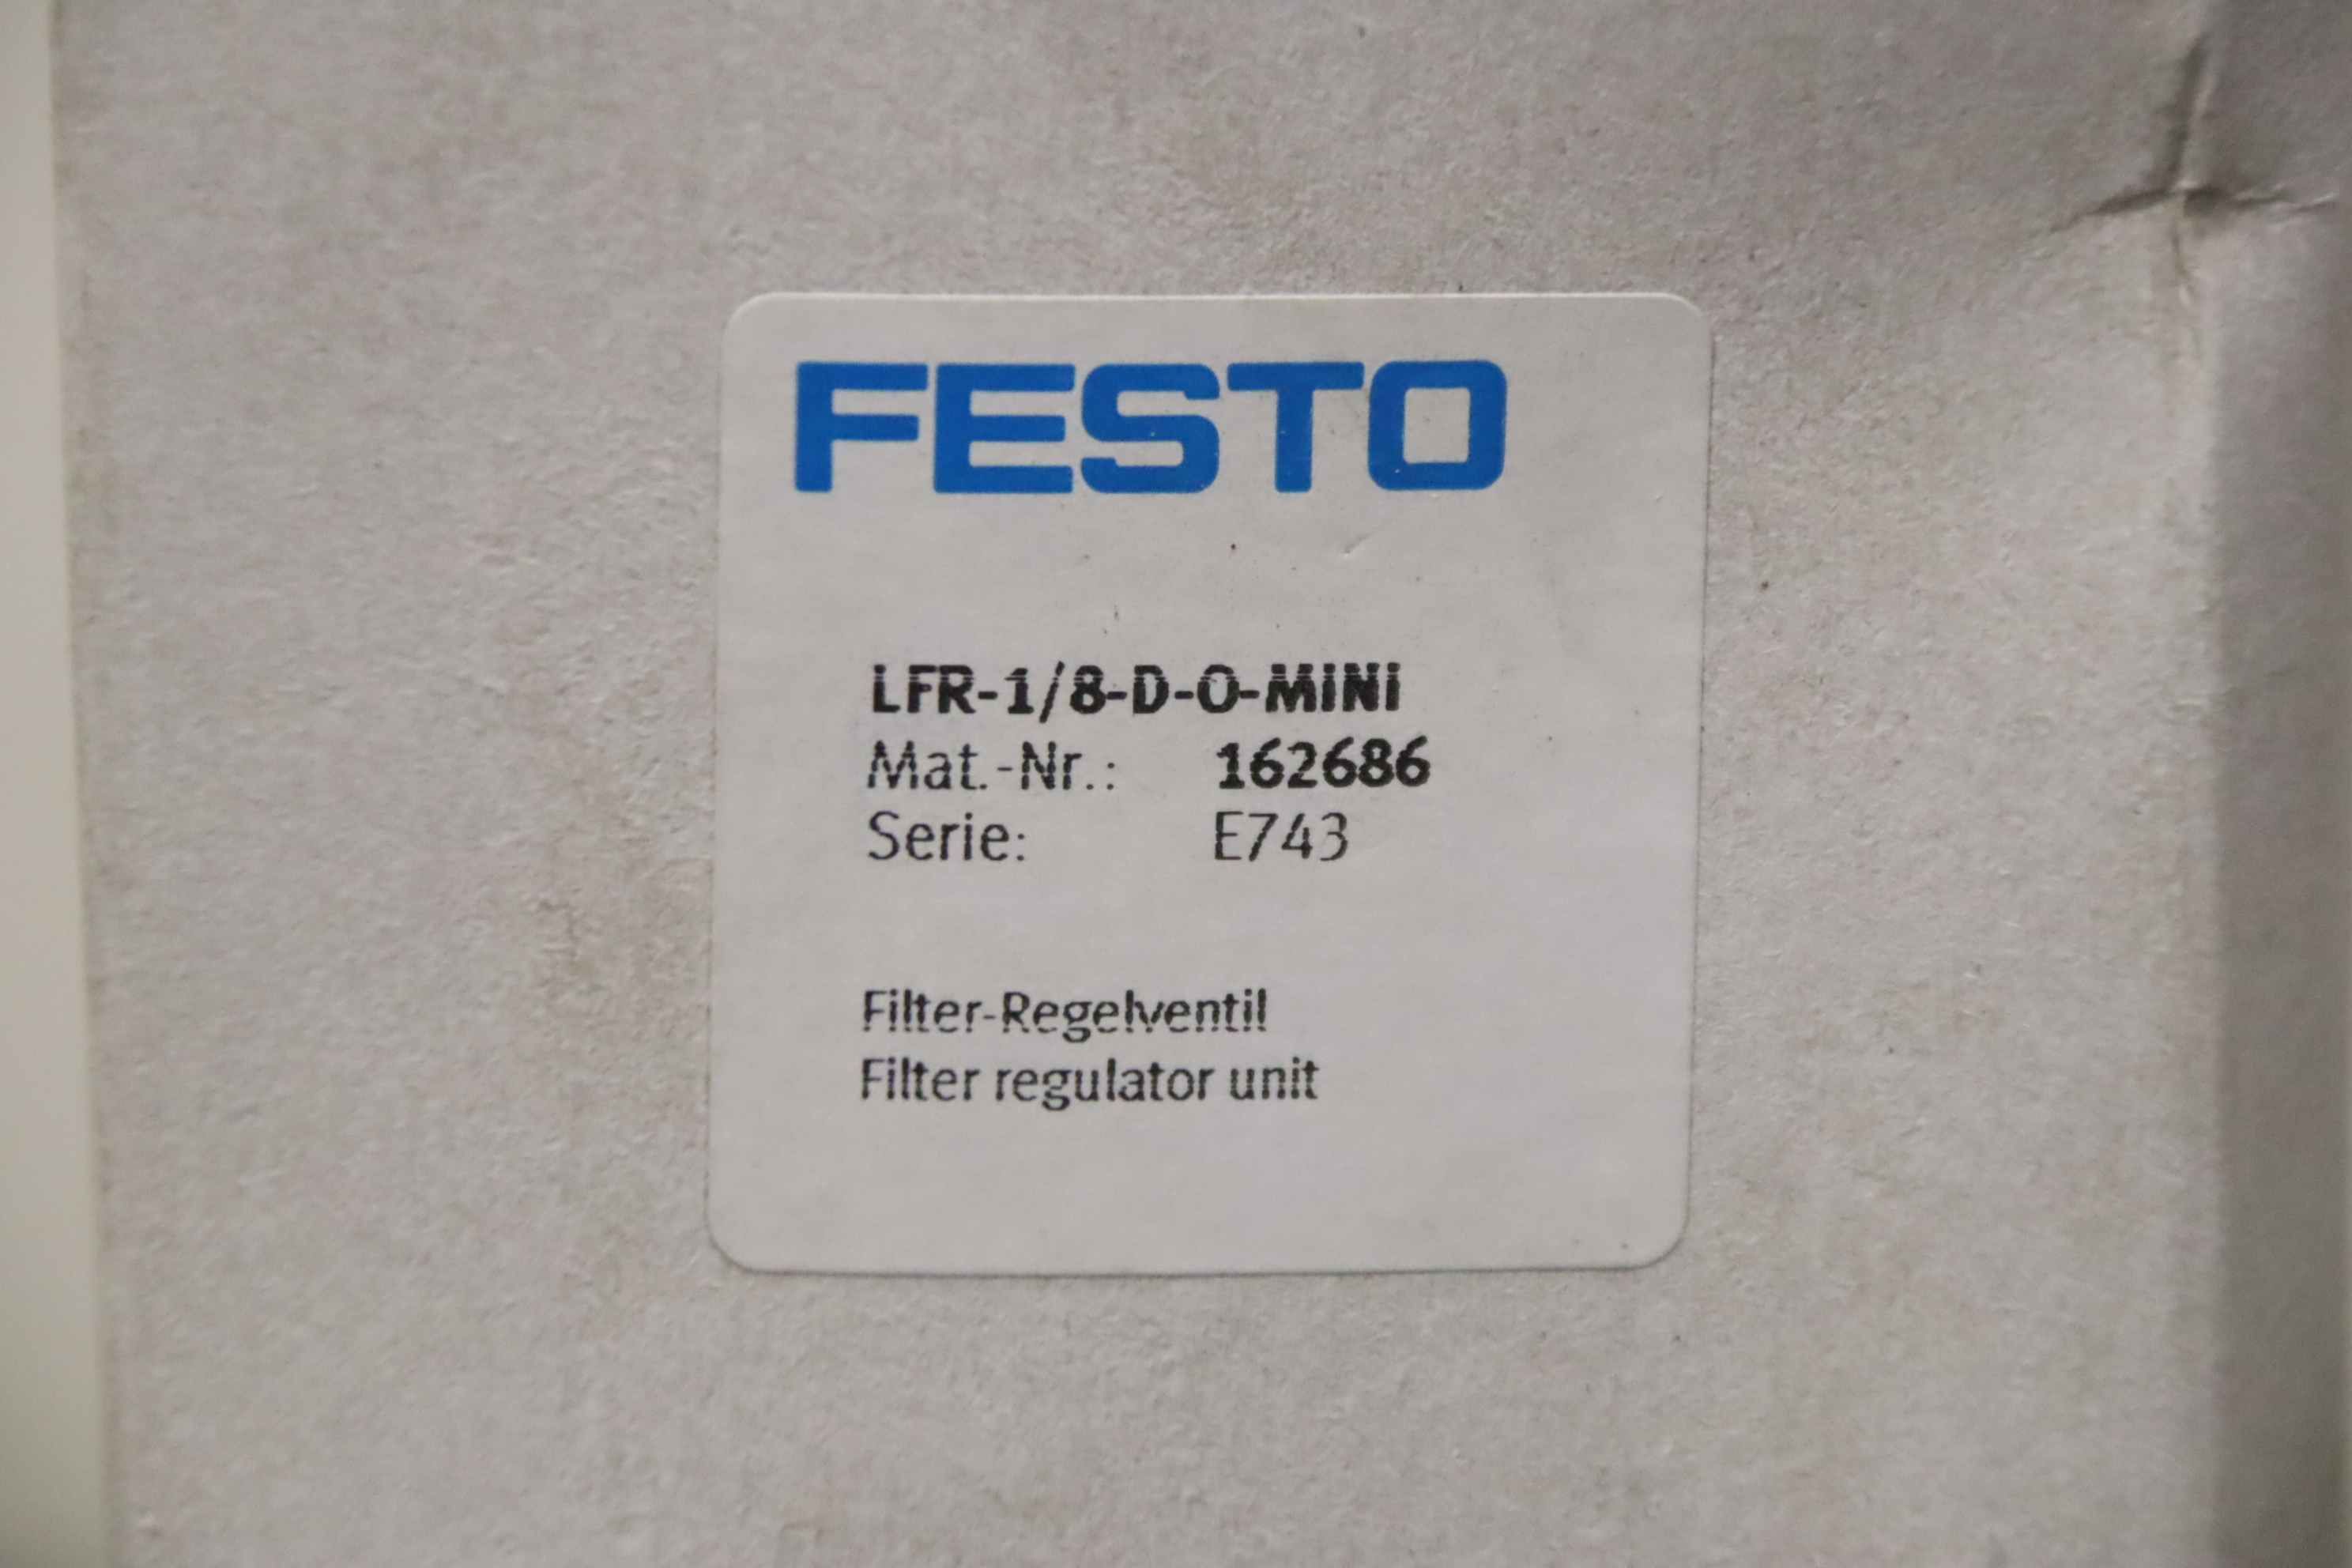 FESTO
LFR-1/8-D-O-MINI
Mat.-Nr.: 162686
Serie: E743
Filter-Regelventil
Filter regulator unit